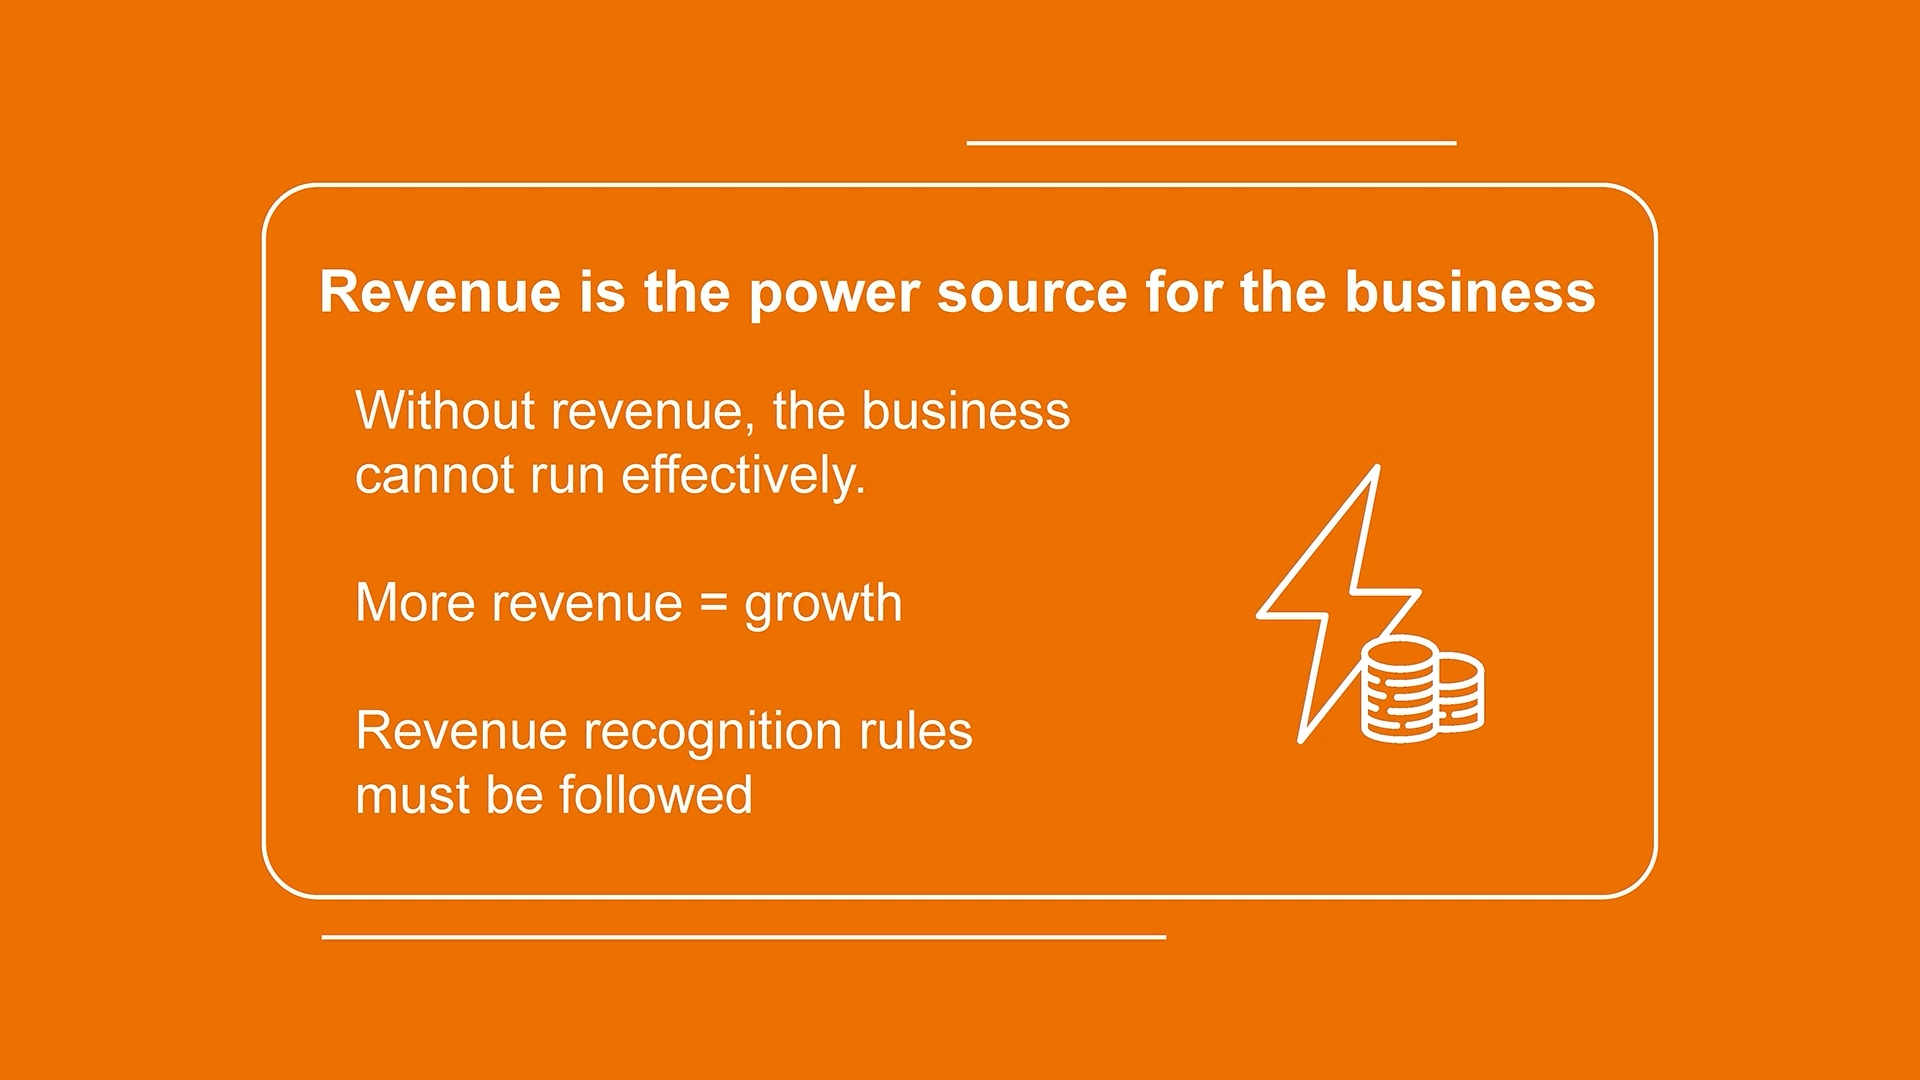 Revenue is the power source for the business
Without revenue, the business
cannot run effectively.
More revenue = growth
Revenue recognition rules
must be followed